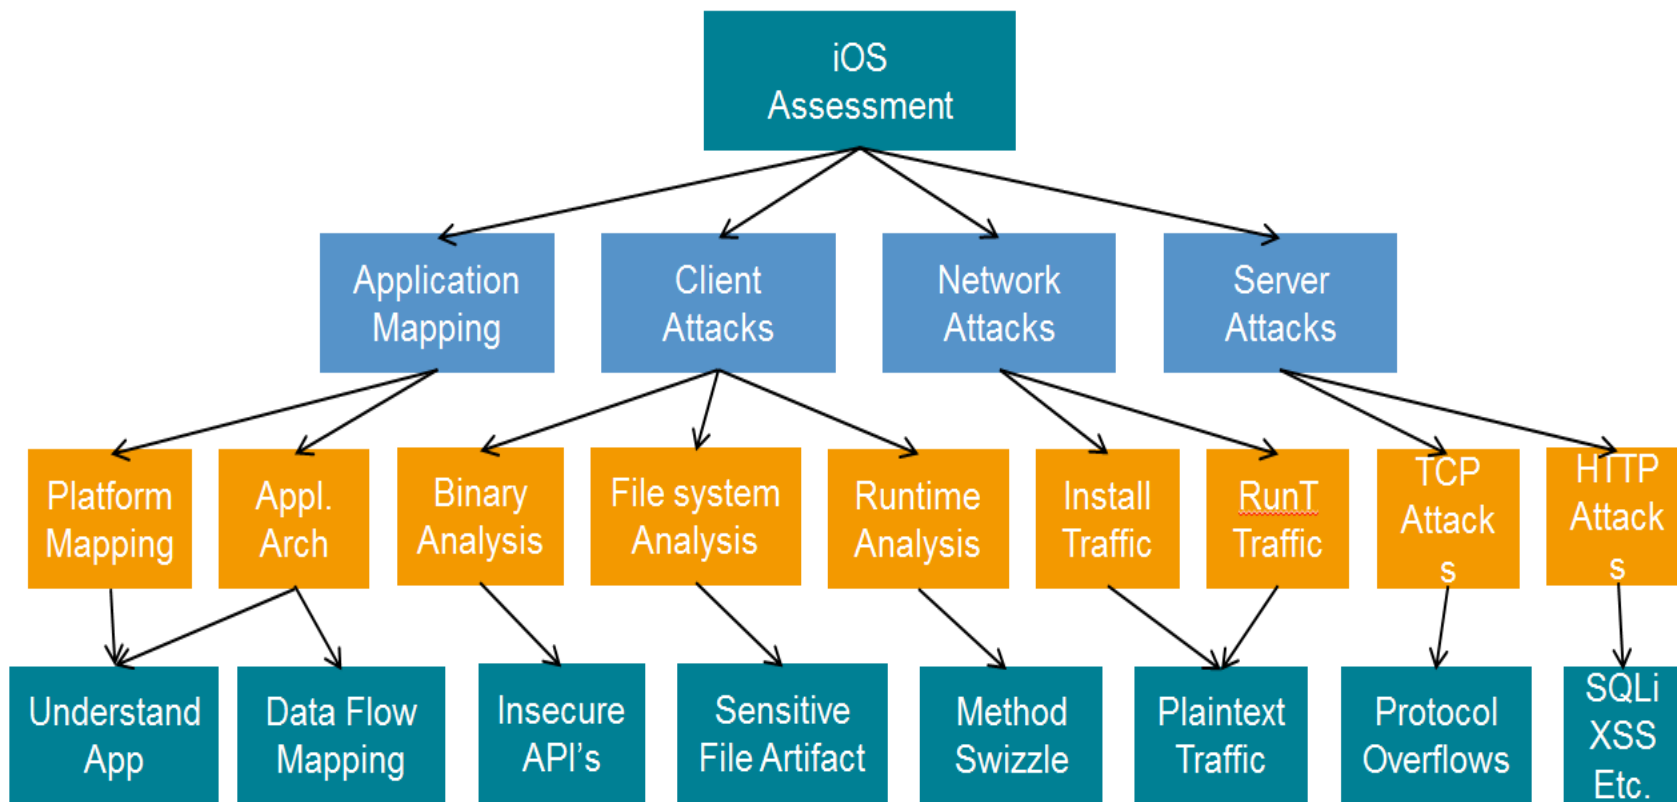 iOS
Assessment
Application
Mapping
Client
Attacks
Network
Attacks
Server
Attacks
Platform
Mapping
Appl.
Arch
Binary
Analysis
File system
Analysis
Runtime
Analysis
Install
Traffic
RunT
Traffic
TCP
Attack
s
HTTP
Attack
s
Understand
App
Data Flow
Mapping
Insecure
API’s
Sensitive
File Artifact
Method
Swizzle
Plaintext
Traffic
Protocol
Overflows
SQLi
XSS
Etc.